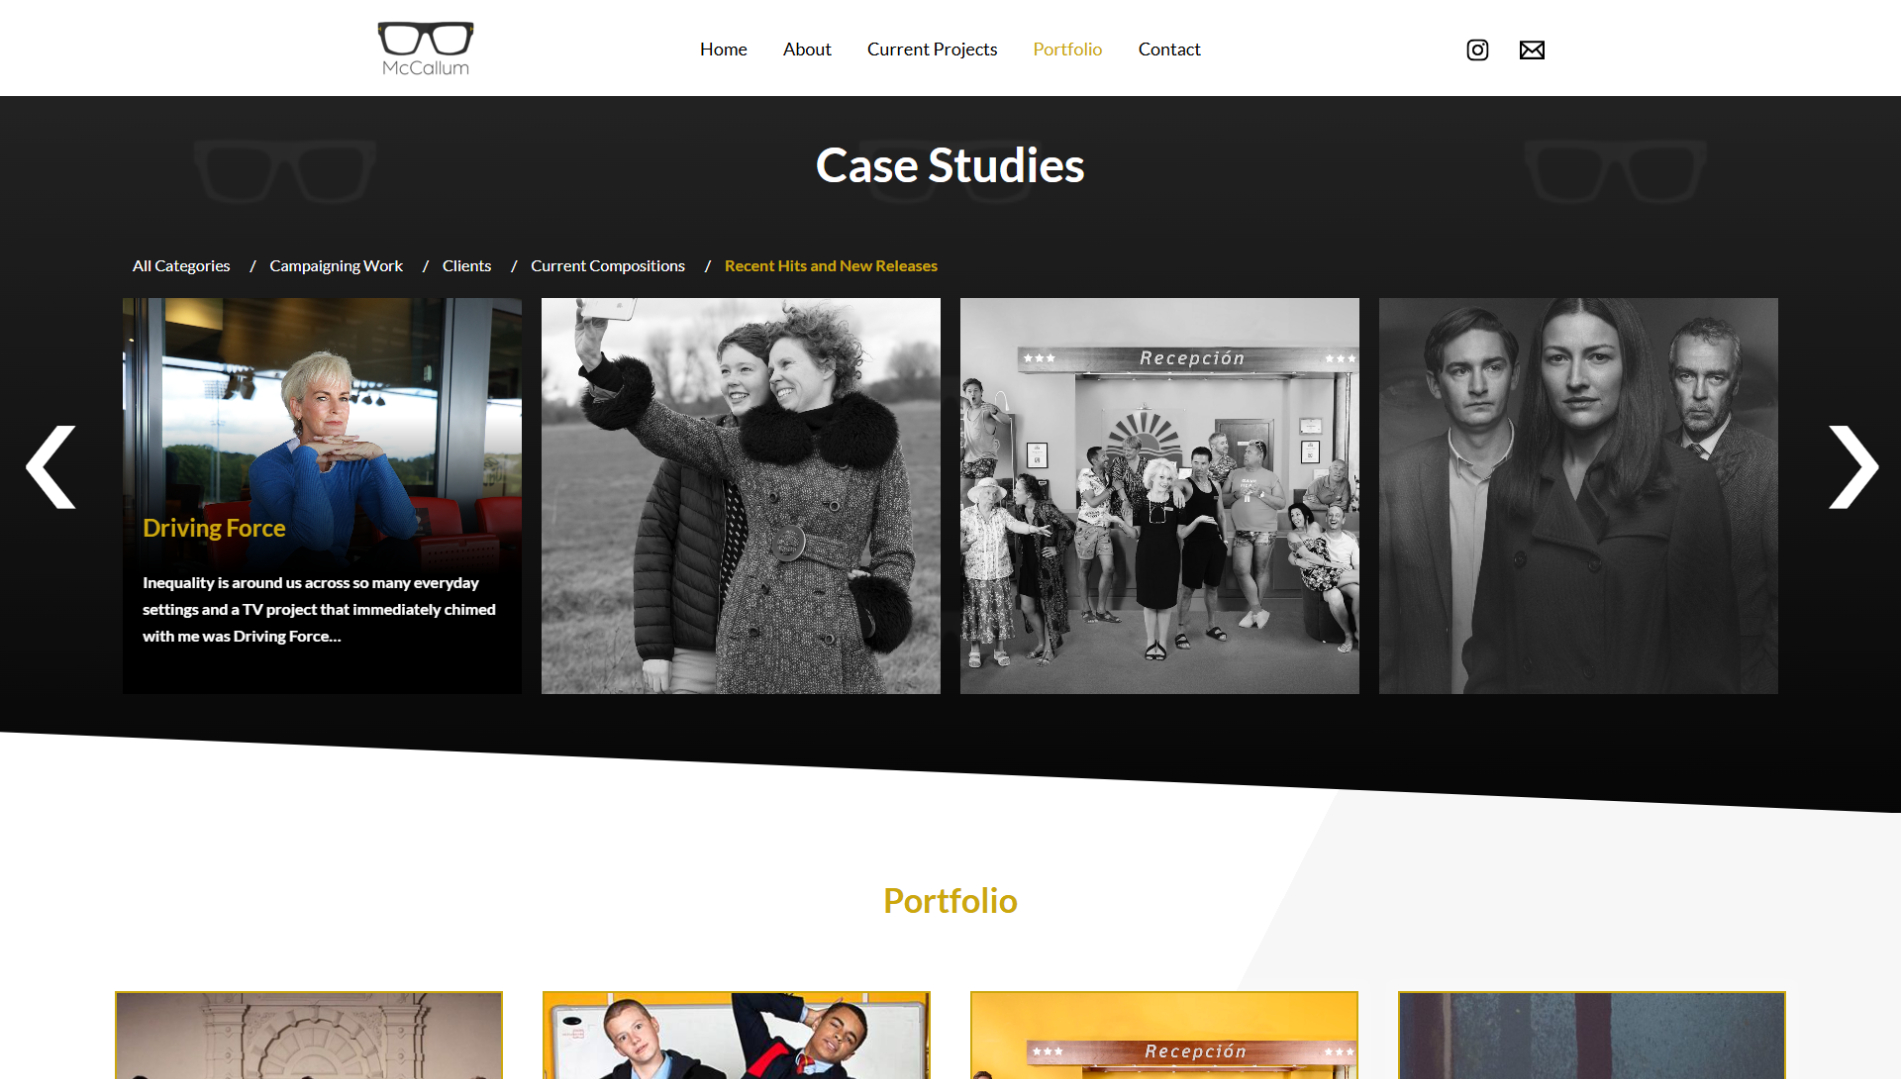 McCallum
Home
About
Current Projects
Portfolio
Contact
Case Studies
All Categories / Campaigning Work / Clients / Current Compositions / Recent Hits and New Releases
Recepción
Driving Force
Inequality is around us across so many everyday
settings and a TV project that immediately chimed
with me was Driving Force...
Portfolio
Recepción